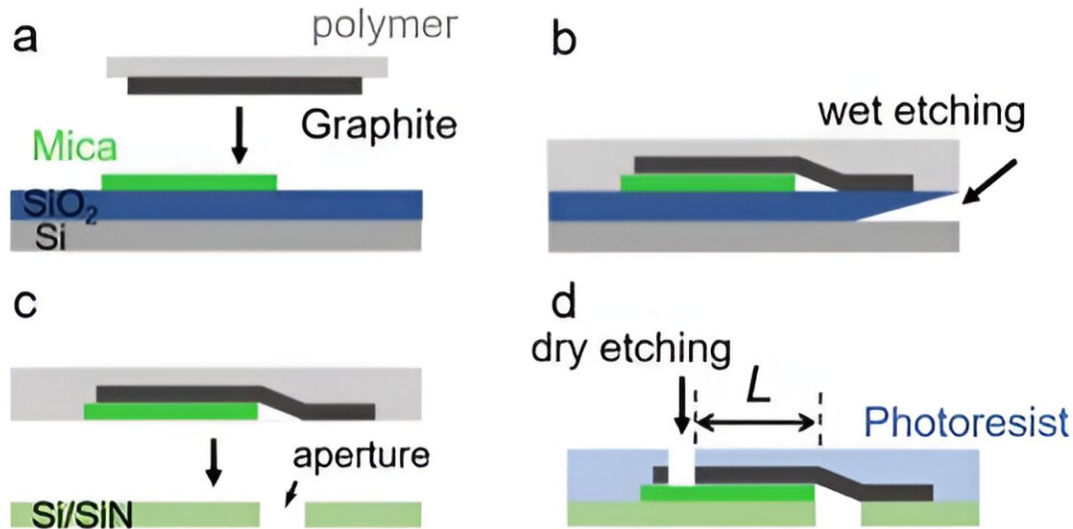 a
polymer
Graphite
Mica
SiO₂
Si
b
wet etching
c
aperture
Si/SiN
d
dry etching
L
Photoresist